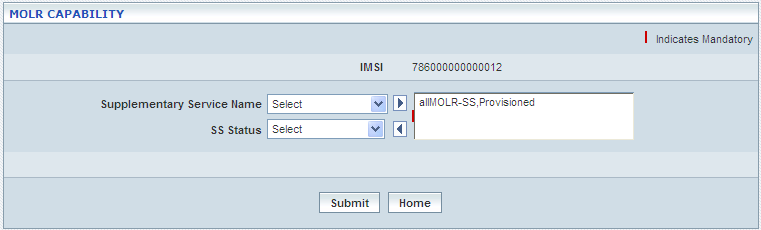 MOLR CAPABILITY
Indicates Mandatory
IMSI 786000000000012
Supplementary Service Name Select allMOLR-SS,Provisioned
SS Status Select
Submit Home